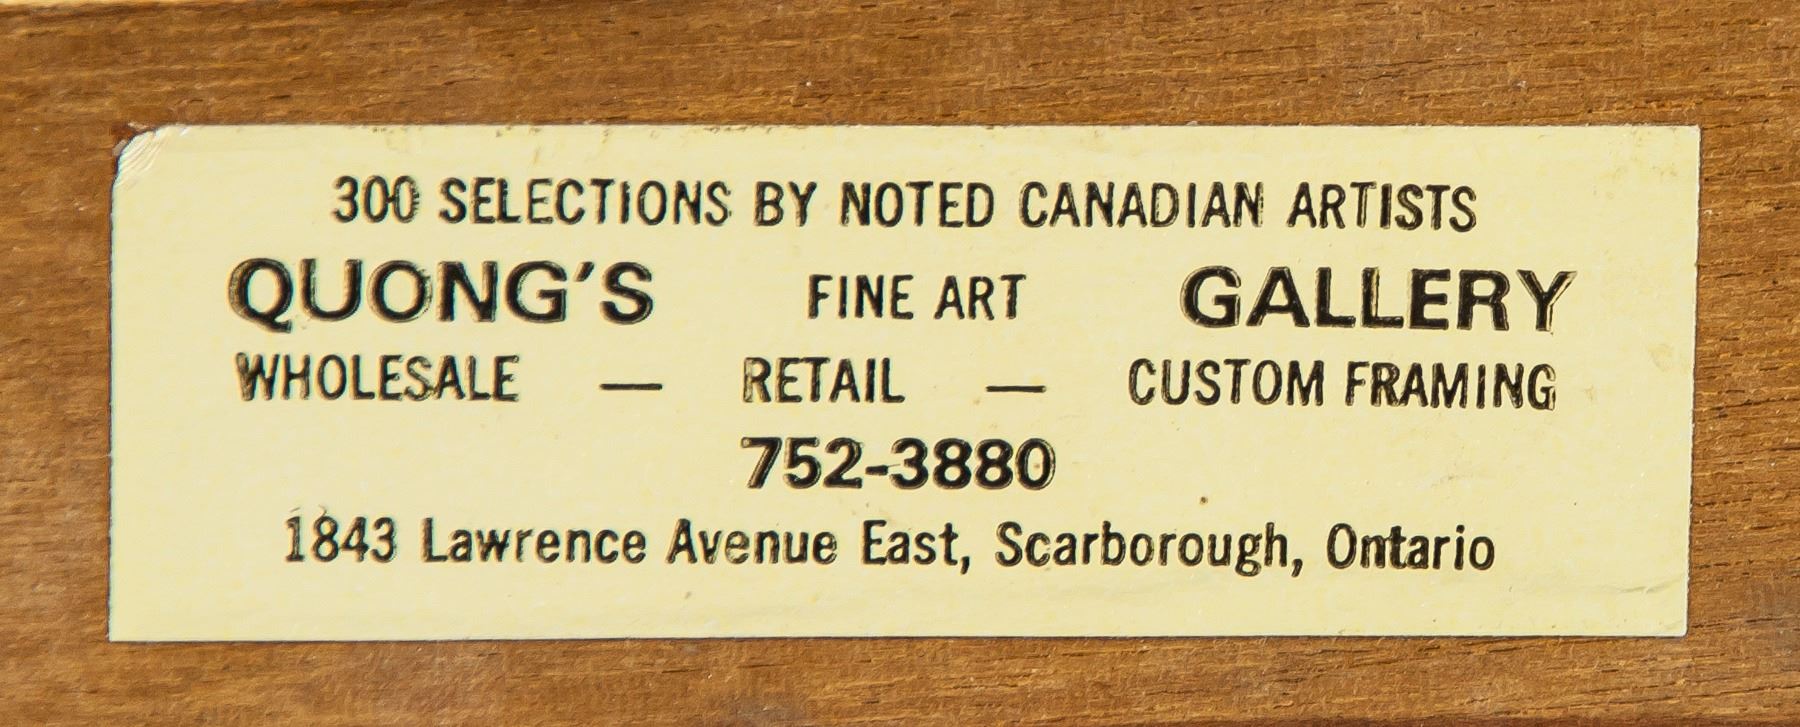 300 SELECTIONS BY NOTED CANADIAN ARTISTS
QUONG'S FINE ART GALLERY
WHOLESALE — RETAIL — CUSTOM FRAMING
752-3880
1843 Lawrence Avenue East, Scarborough, Ontario